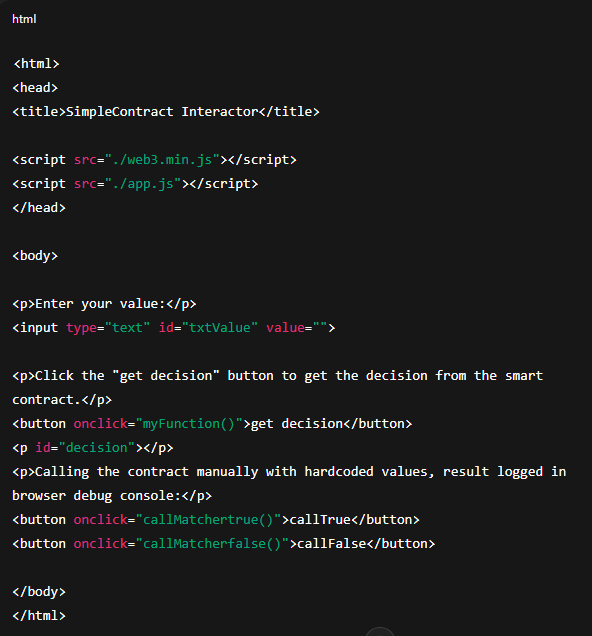 html
<html>
<head>
<title>SimpleContract Interactor</title>
<script src="./web3.min.js"></script>
<script src="./app.js"></script>
</head>
<body>
<p>Enter your value:</p>
<input type="text" id="txtValue" value="">
<p>Click the "get decision" button to get the decision from the smart
contract.</p>
<button onclick="myFunction()">get decision</button>
<p id="decision"></p>
<p>Calling the contract manually with hardcoded values, result logged in
browser debug console:</p>
<button onclick="callMatchertrue()">callTrue</button>
<button onclick="callMatcherfalse()">callFalse</button>
</body>
</html>